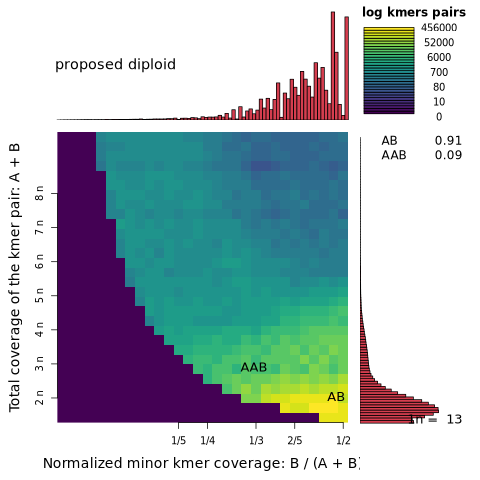 log kmers pairs
proposed diploid
456000
52000
6000
700
80
10
0
AB 0.91
AAB 0.09
Total coverage of the kmer pair: A + B
8 n
7 n
6 n
5 n
4 n
3 n
2 n
AAB
AB
1n = 13
1/5 1/4 1/3 2/5 1/2
Normalized minor kmer coverage: B / (A + B)